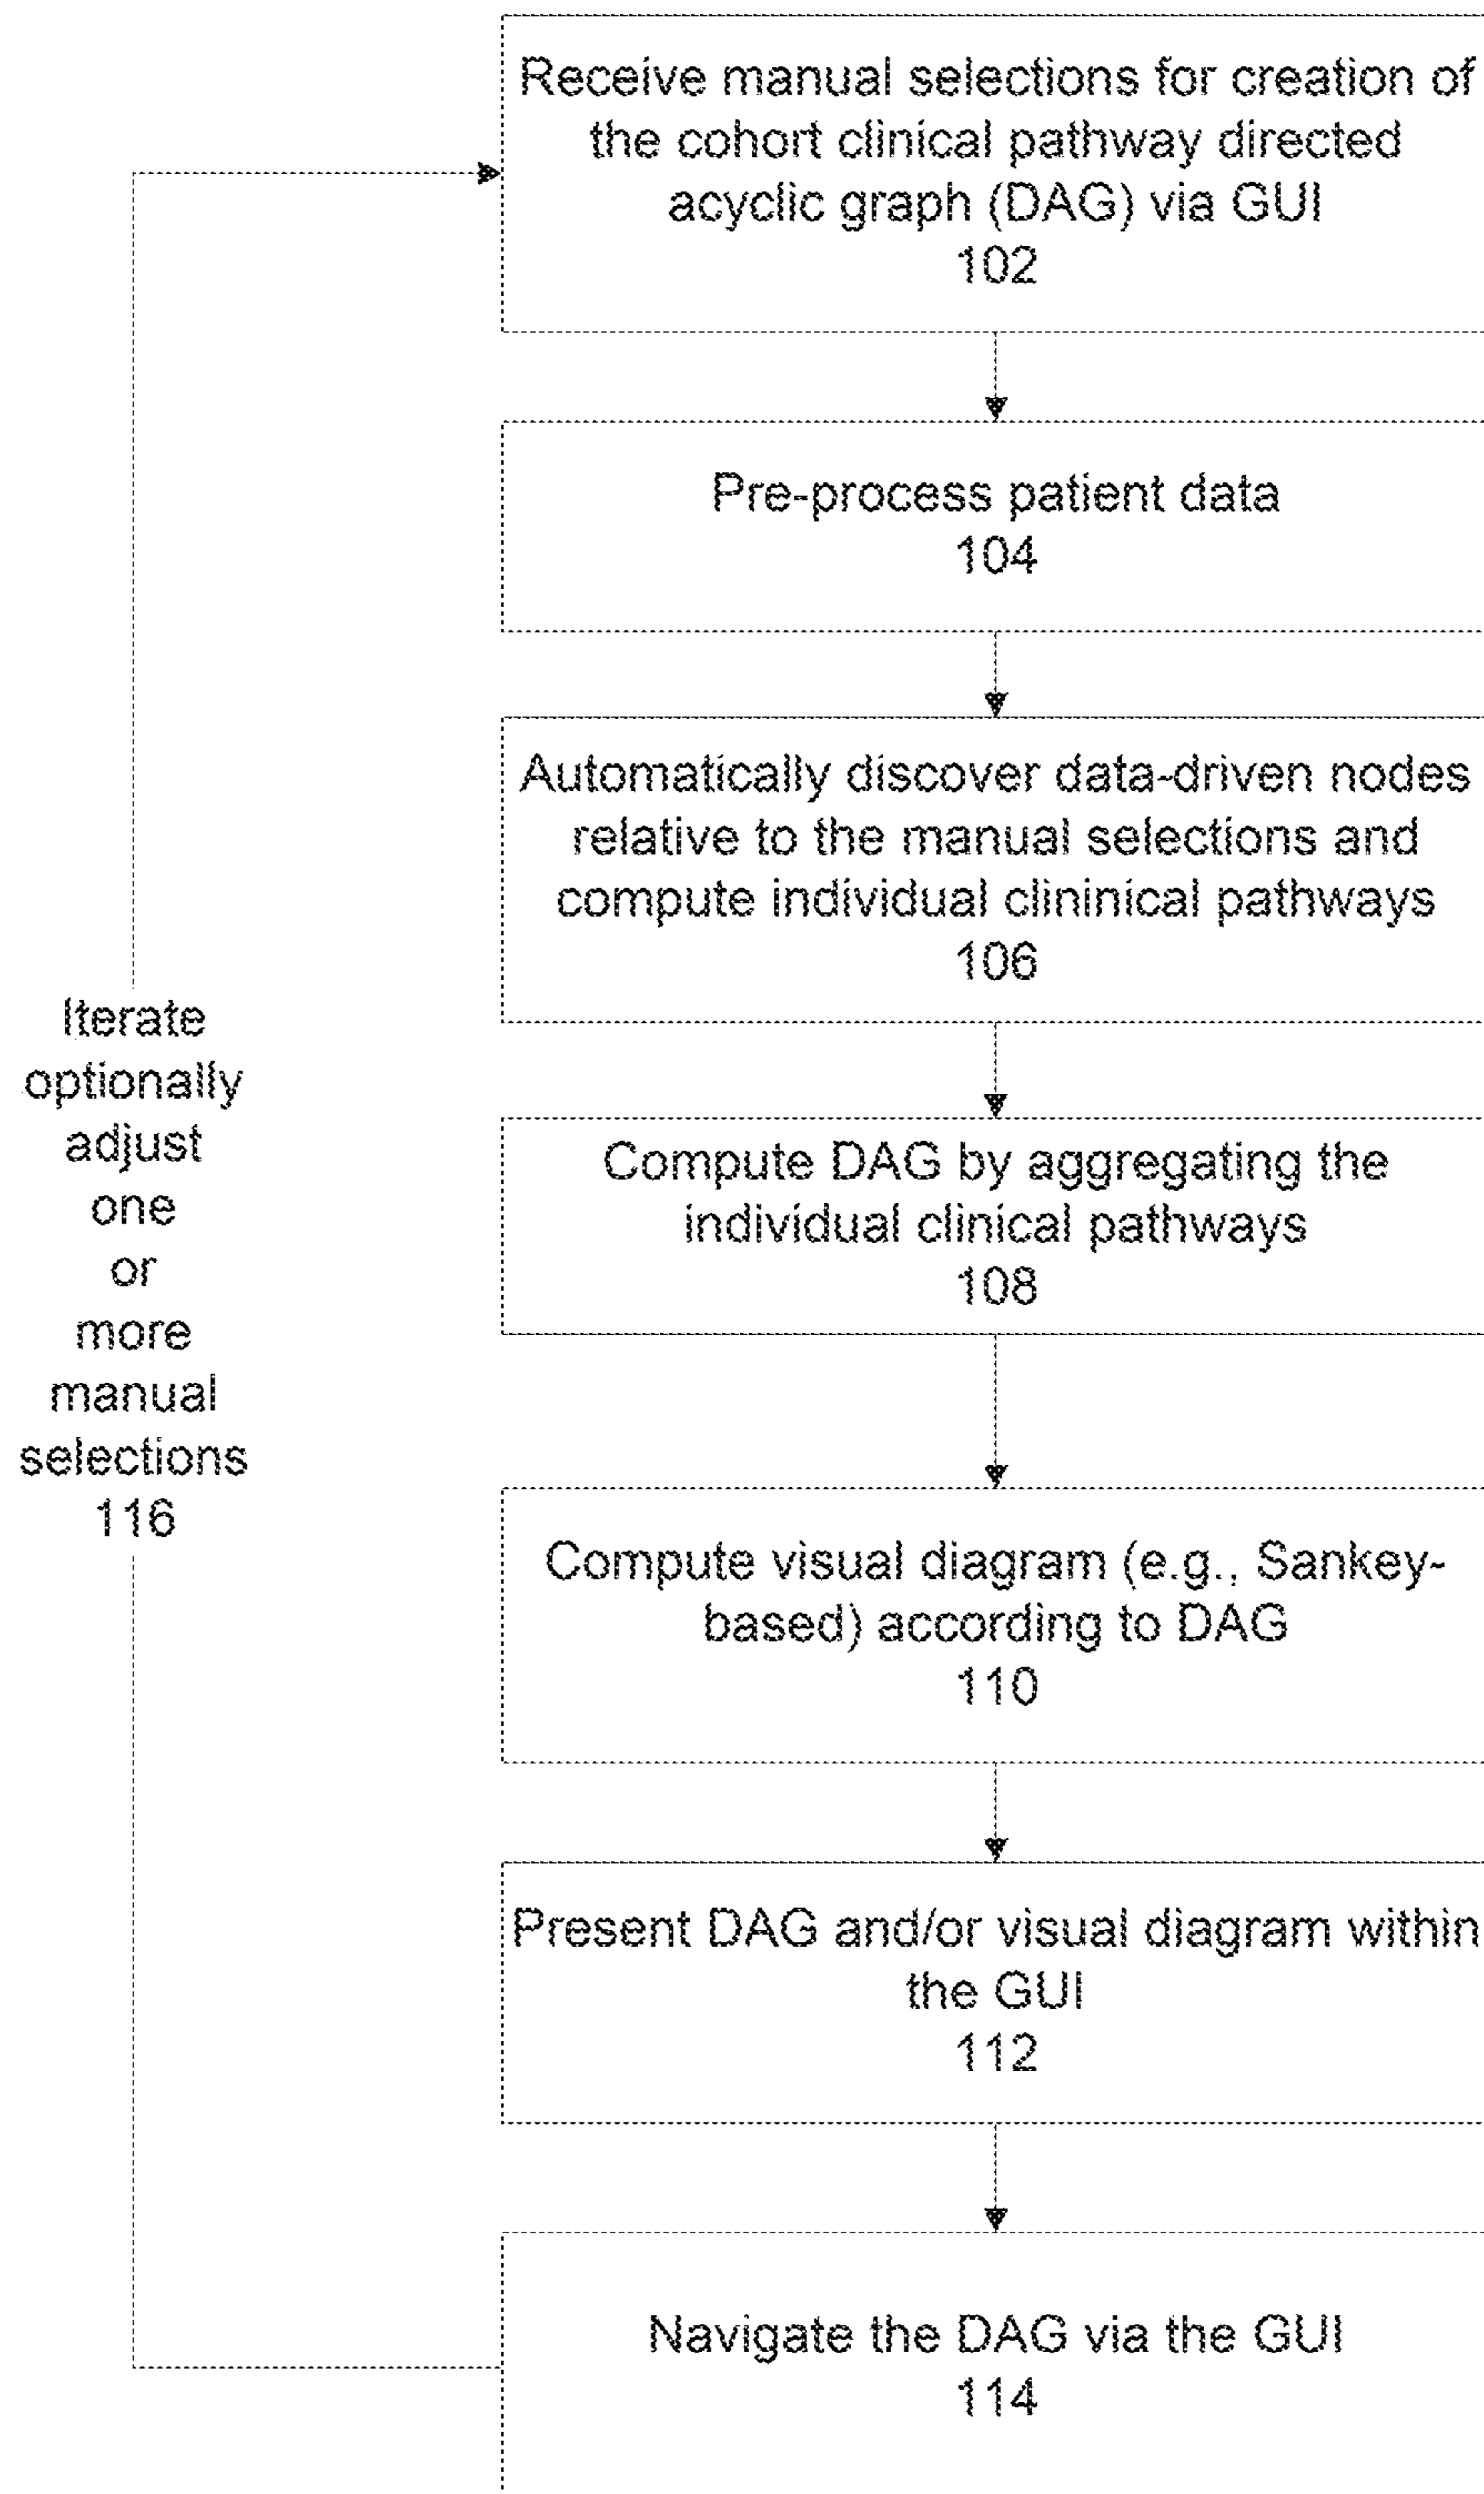 Receive manual selections for creation of
the cohort clinical pathway directed
acyclic graph (DAG) via GUI
102
Pre-process patient data
104
Automatically discover data-driven nodes
relative to the manual selections and
compute individual clininical pathways
106
Iterate
optionally
adjust
one
or
more
manual
selections
116
Compute DAG by aggregating the
individual clinical pathways
108
Compute visual diagram (e.g., Sankey-
based) according to DAG
110
Present DAG and/or visual diagram within
the GUI
112
Navigate the DAG via the GUI
114